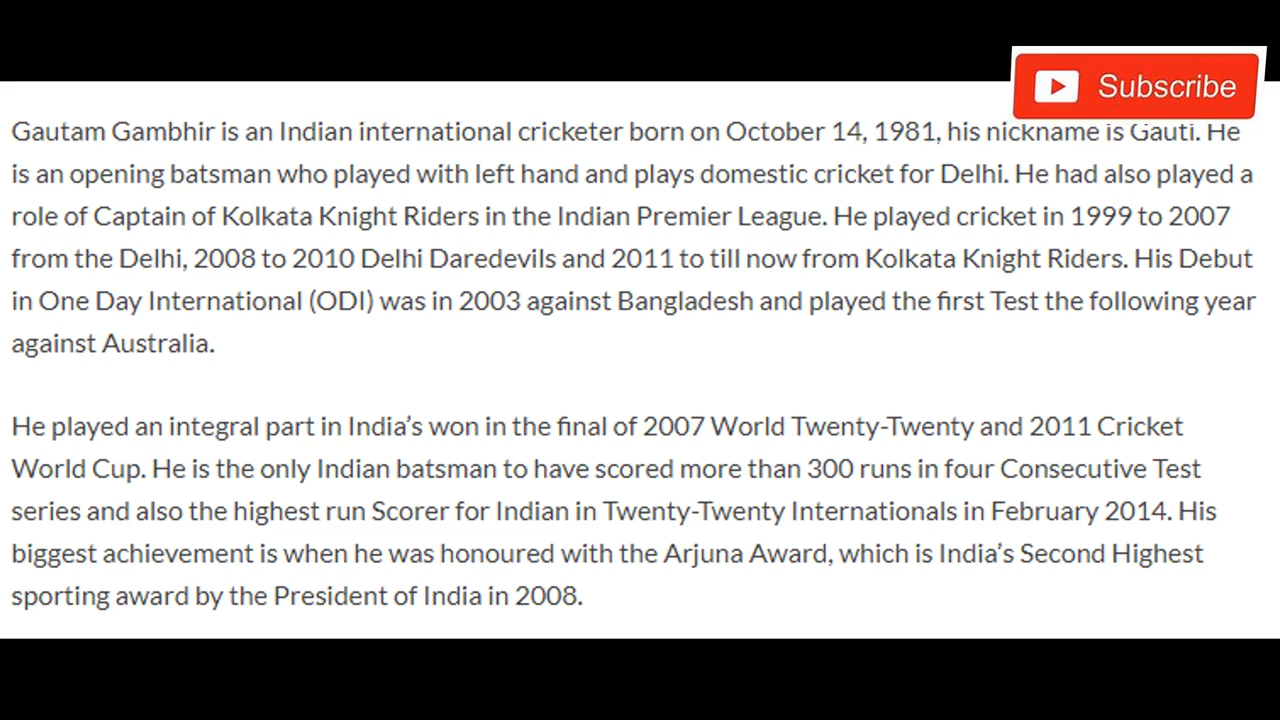 Subscribe
Gautam Gambhir is an Indian international cricketer born on October 14, 1981, his nickname is Gauti. He
is an opening batsman who played with left hand and plays domestic cricket for Delhi. He had also played a
role of Captain of Kolkata Knight Riders in the Indian Premier League. He played cricket in 1999 to 2007
from the Delhi, 2008 to 2010 Delhi Daredevils and 2011 to till now from Kolkata Knight Riders. His Debut
in One Day International (ODI) was in 2003 against Bangladesh and played the first Test the following year
against Australia.
He played an integral part in India’s won in the final of 2007 World Twenty-Twenty and 2011 Cricket
World Cup. He is the only Indian batsman to have scored more than 300 runs in four Consecutive Test
series and also the highest run Scorer for Indian in Twenty-Twenty Internationals in February 2014. His
biggest achievement is when he was honoured with the Arjuna Award, which is India’s Second Highest
sporting award by the President of India in 2008.